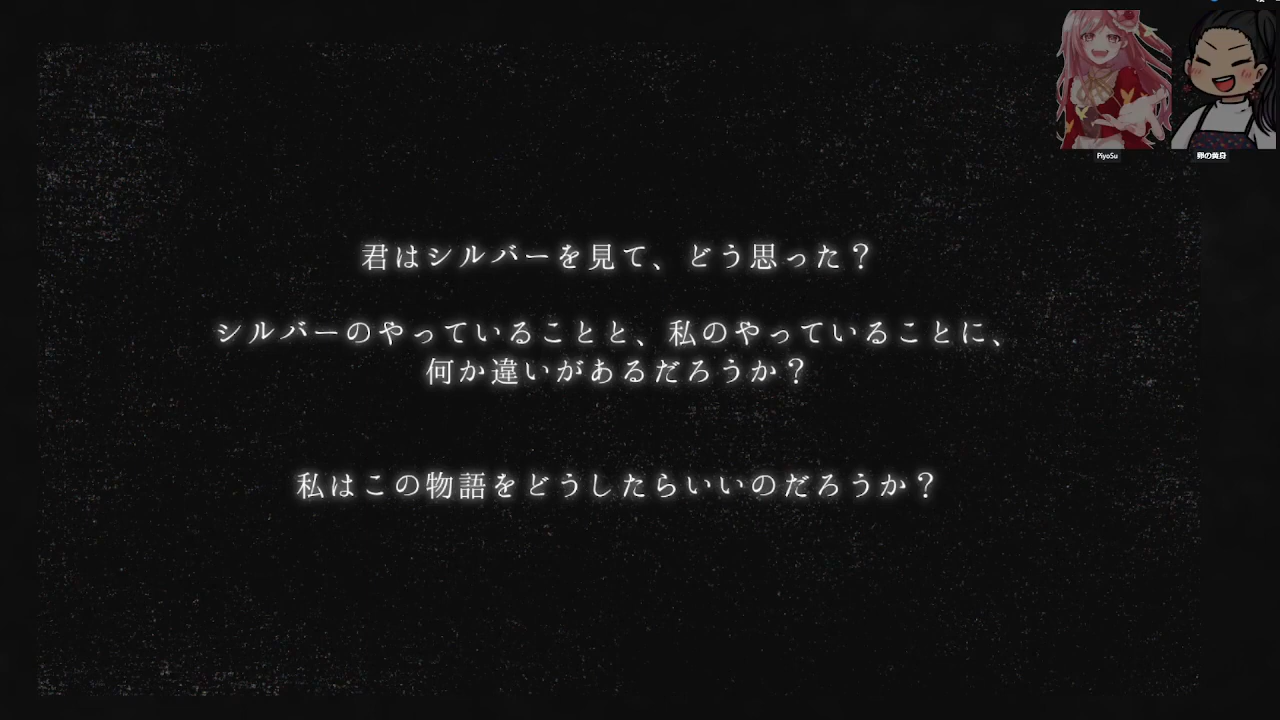 PiyoSu
卵の黄身
君はシルバーを見て、どう思った？
シルバーのやっていることと、私のやっていることに、
何か違いがあるだろうか？
私はこの物語をどうしたらいいのだろうか？